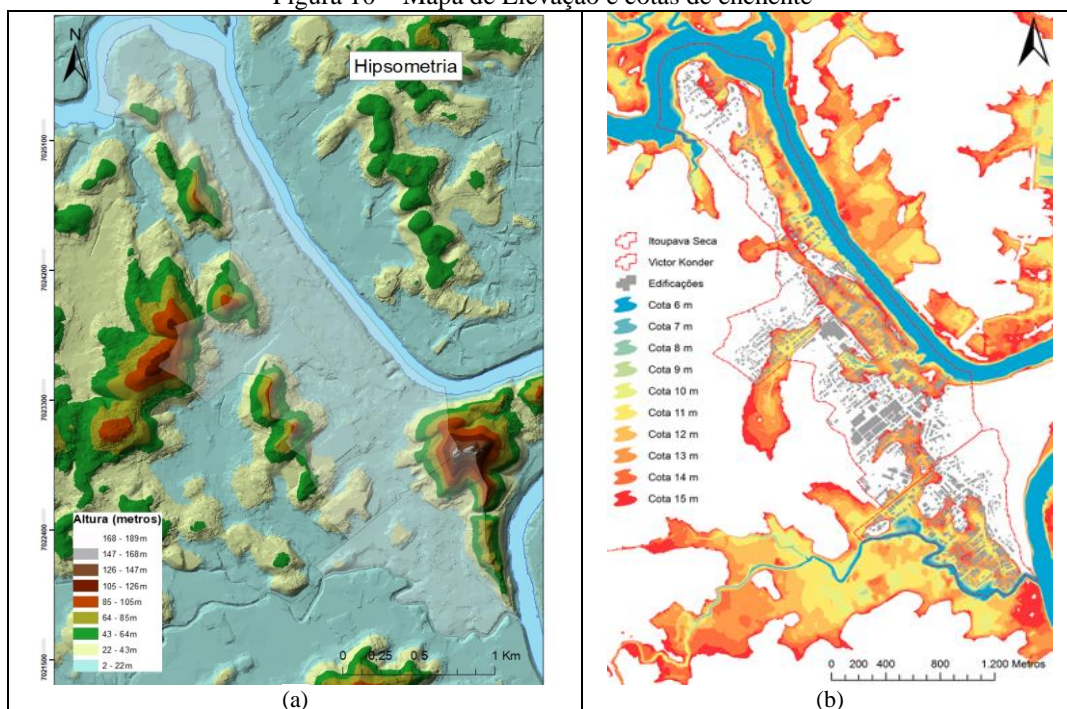 Figura 10 – Mapa de Elevação e cotas de enchente
N
Hipsometria
7025100
7024200
7023300
7022400
7021500
Altura (metros)
168 - 189m
147 - 168m
126 - 147m
105 - 126m
85 - 105m
64 - 85m
43 - 64m
22 - 43m
2 - 22m
0 0,25 0,5 1 Km
(a)
N
Itoupava Seca
Victor Konder
Edificações
Cota 6 m
Cota 7 m
Cota 8 m
Cota 9 m
Cota 10 m
Cota 11 m
Cota 12 m
Cota 13 m
Cota 14 m
Cota 15 m
0 200 400 800 1.200 Metros
(b)